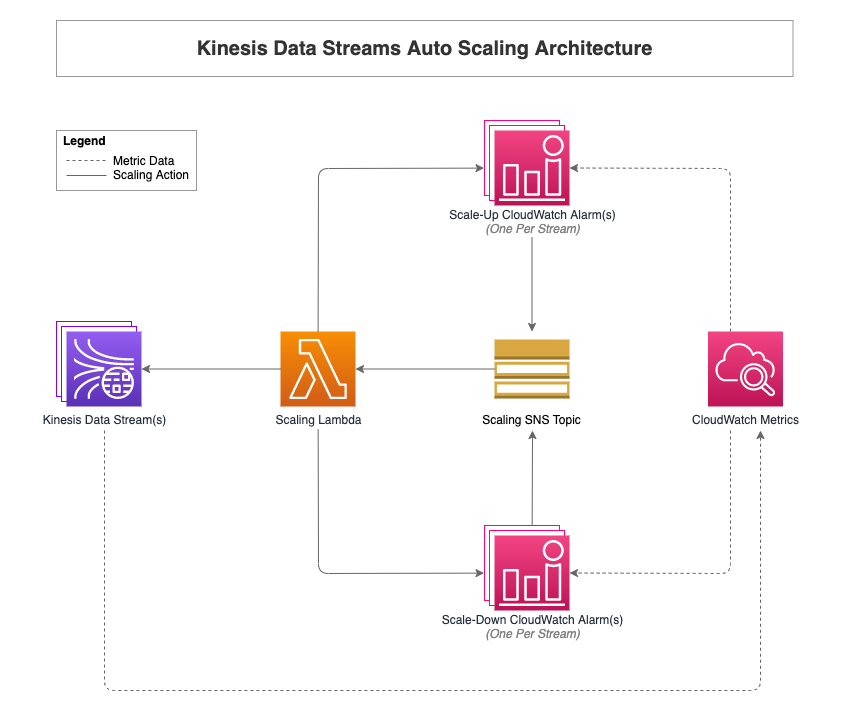 Kinesis Data Streams Auto Scaling Architecture
Legend
Metric Data
Scaling Action
Scale-Up CloudWatch Alarm(s)
(One Per Stream)
Kinesis Data Stream(s)
Scaling Lambda
Scaling SNS Topic
CloudWatch Metrics
Scale-Down CloudWatch Alarm(s)
(One Per Stream)